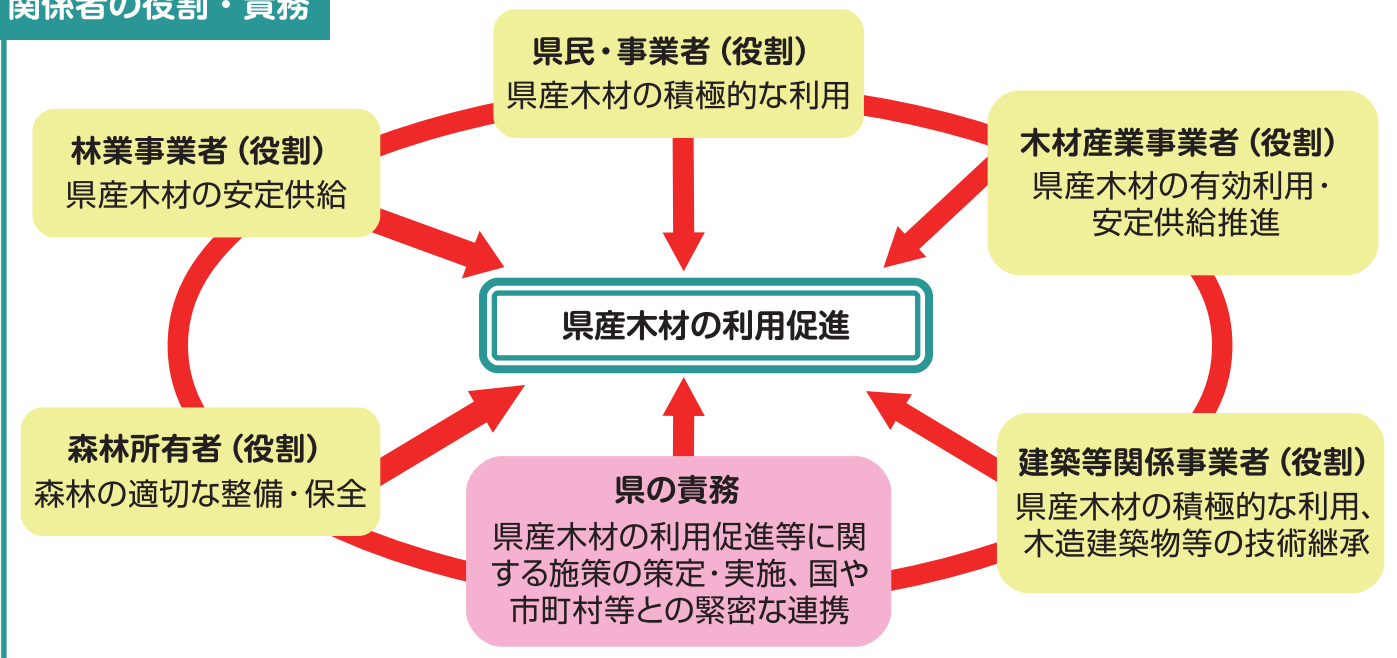 関係者の役割・責務
県民・事業者（役割）
県産木材の積極的な利用
林業事業者（役割）
県産木材の安定供給
木材産業事業者（役割）
県産木材の有効利用・
安定供給推進
県産木材の利用促進
森林所有者（役割）
森林の適切な整備・保全
県の責務
県産木材の利用促進等に関
する施策の策定・実施、国や
市町村等との緊密な連携
建築等関係事業者（役割）
県産木材の積極的な利用、
木造建築物等の技術継承